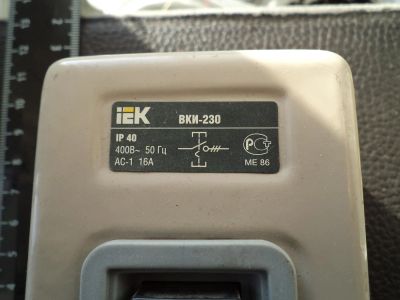 iEK ВКИ-230
IP 40
400В~ 50 Гц
АС-1 16А
МЕ 86